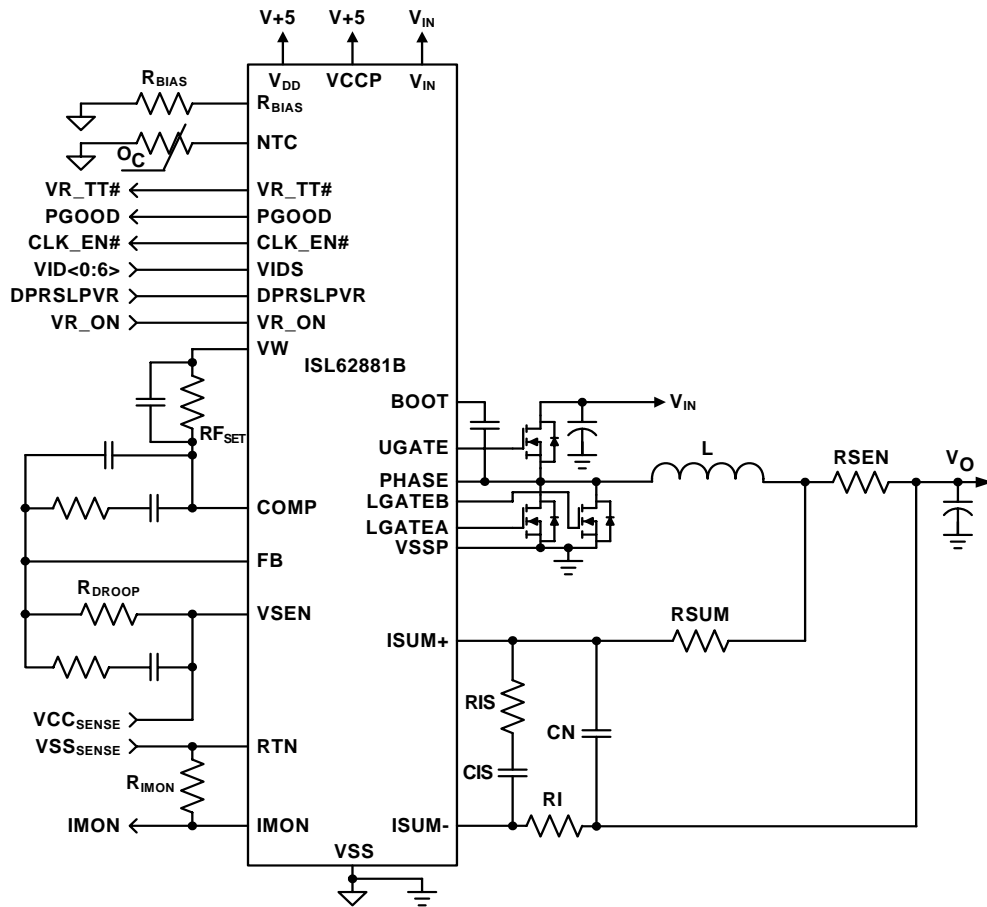 V+5 V+5 VIN
VDD VCCP VIN
RBIAS RBIAS
NTC
OC
VR_TT# VR_TT#
PGOOD PGOOD
CLK_EN# CLK_EN#
VID<0:6> VIDS
DPRSLPVR DPRSLPVR
VR_ON VR_ON
VW
ISL62881B
RFSET
BOOT VIN
UGATE
PHASE L RSEN VO
LGATEB
COMP
LGATEA
VSSP
FB
RDROOP
VSEN
ISUM+ RSUM
RIS
CN
VCCSENSE
VSSSENSE RTN
CIS
RIMON
RI
IMON IMON ISUM-
VSS